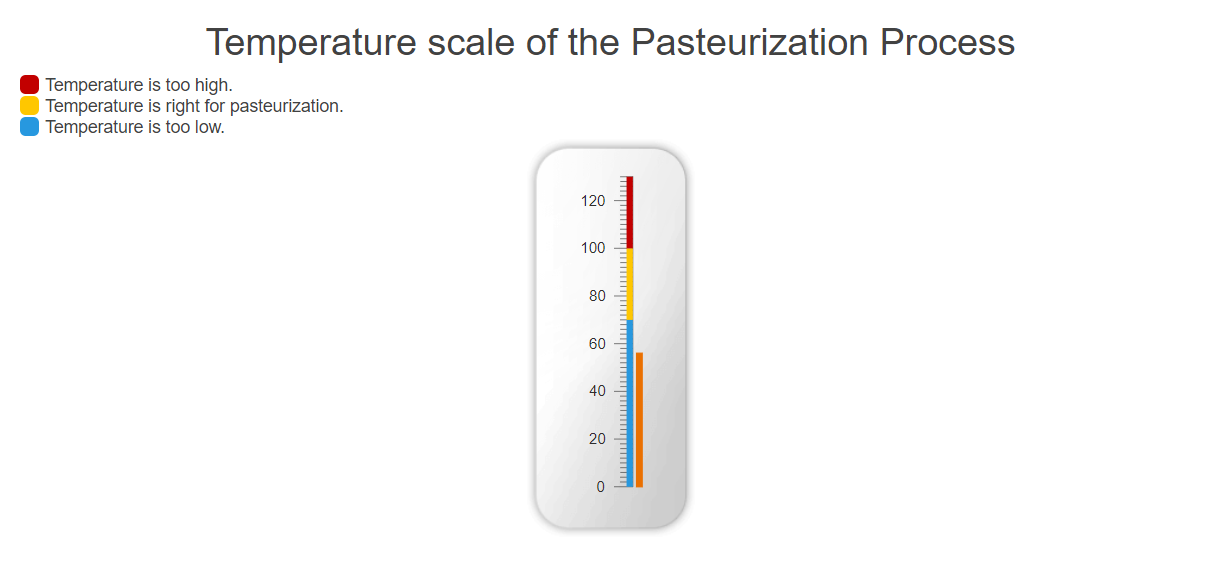 Temperature scale of the Pasteurization Process
Temperature is too high.
Temperature is right for pasteurization.
Temperature is too low.
120
100
80
60
40
20
0